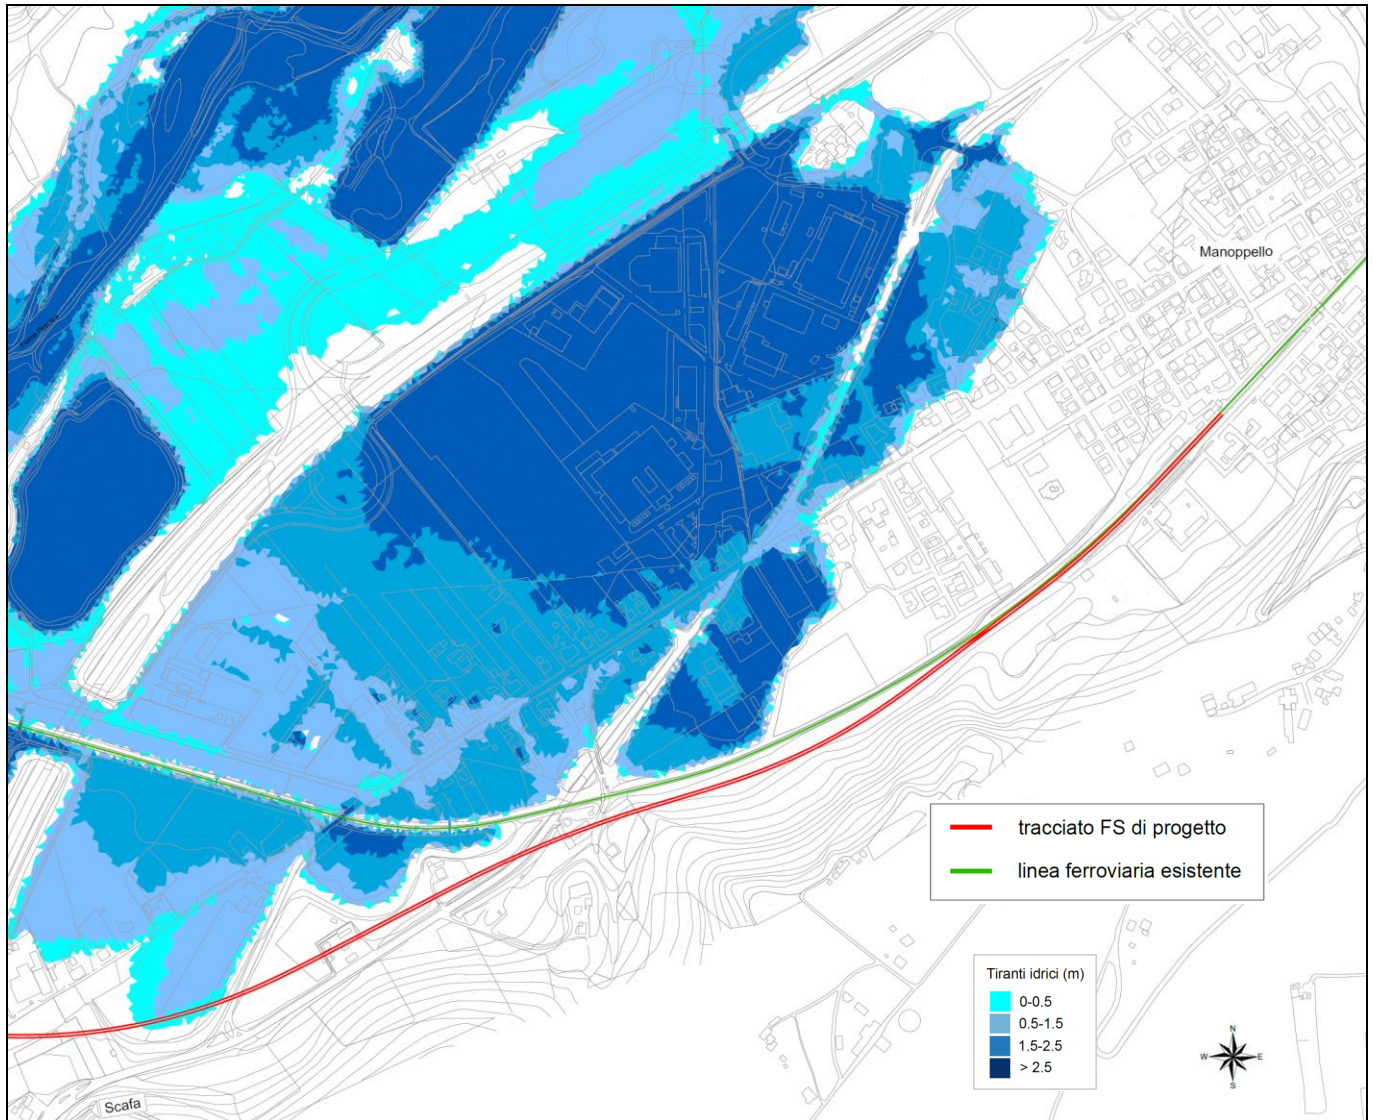 Manoppello
tracciato FS di progetto
linea ferroviaria esistente
Tiranti idrici (m)
0-0.5
0.5-1.5
1.5-2.5
> 2.5
N
W
E
S
Scafa